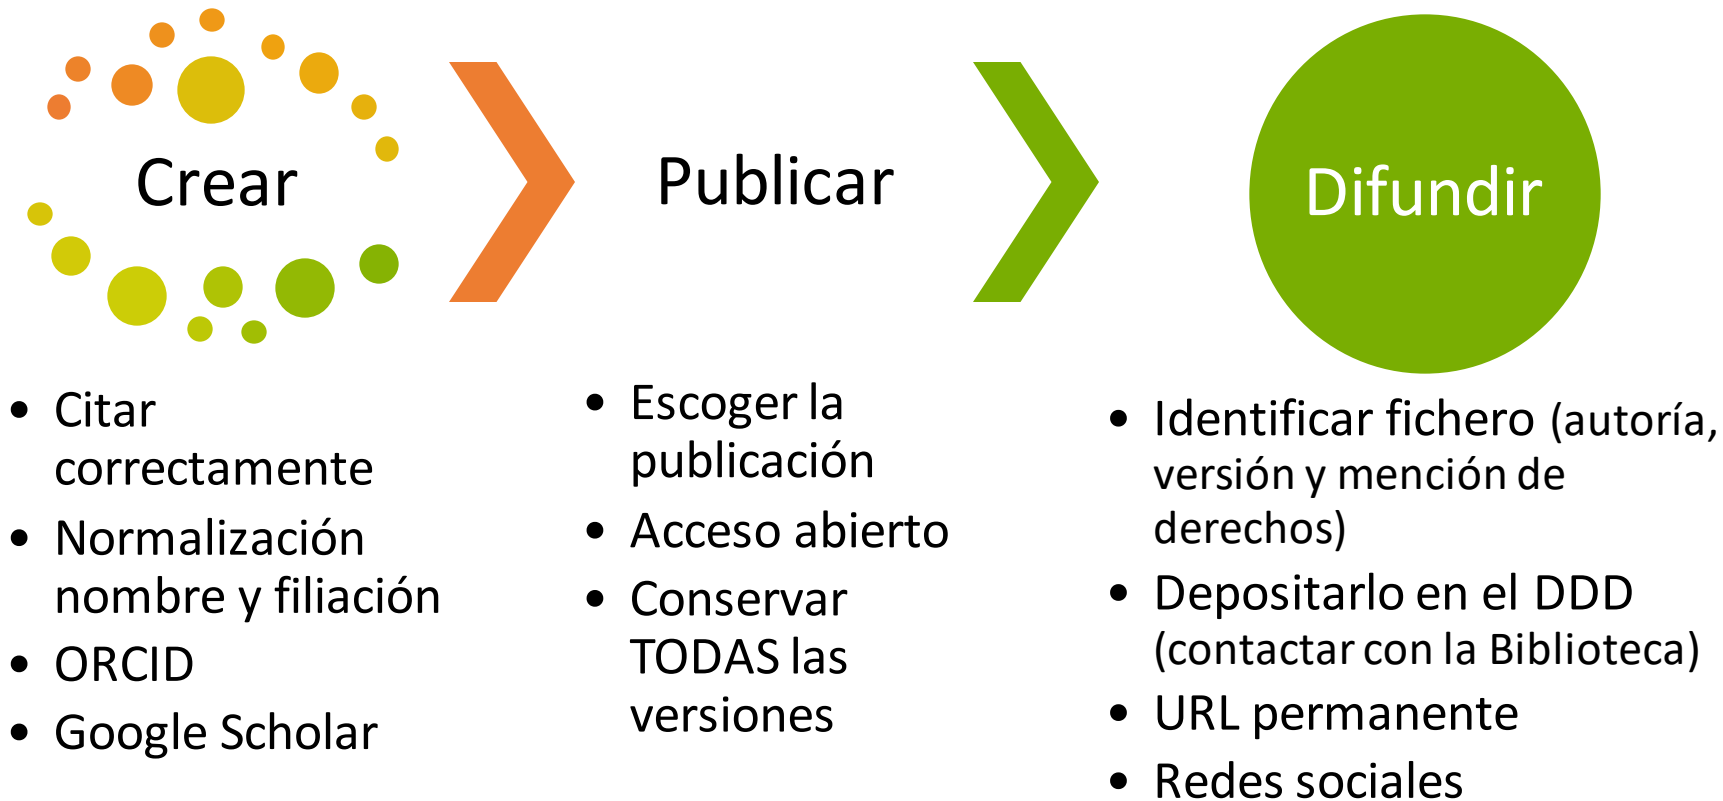 Crear
Publicar
Difundir
• Citar
correctamente
• Normalización
nombre y filiación
• ORCID
• Google Scholar
• Escoger la
publicación
• Acceso abierto
• Conservar
TODAS las
versiones
• Identificar fichero (autoría,
versión y mención de
derechos)
• Depositarlo en el DDD
(contactar con la Biblioteca)
• URL permanente
• Redes sociales